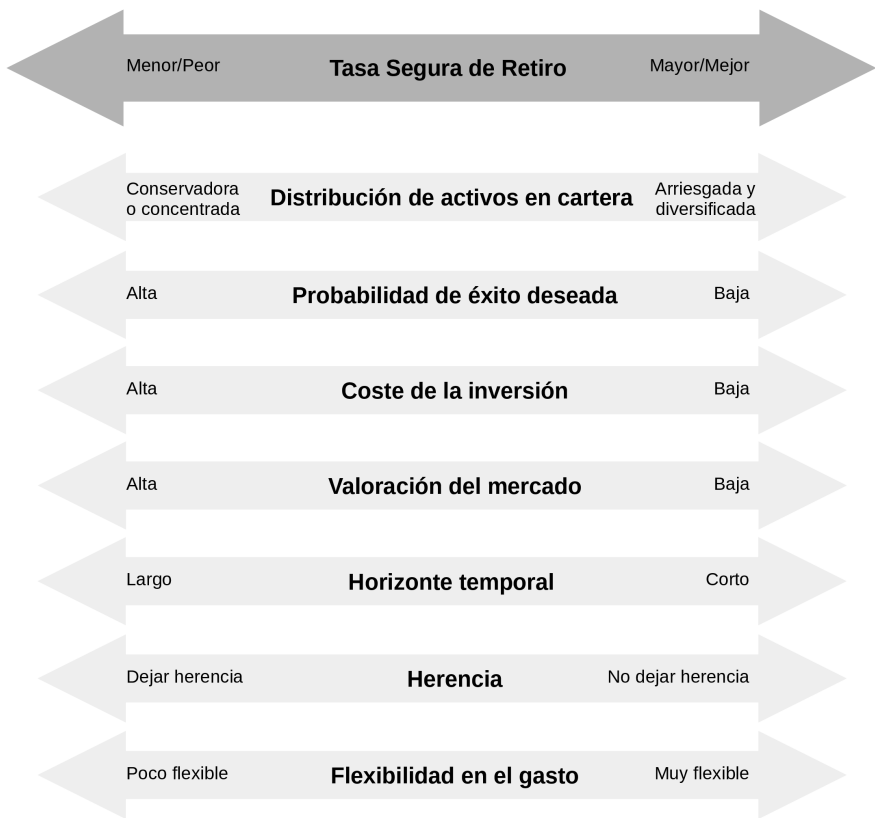 Menor/Peor Tasa Segura de Retiro Mayor/Mejor
Conservadora
o concentrada
Distribución de activos en cartera
Arriesgada y
diversificada
Alta Probabilidad de éxito deseada Baja
Alta Coste de la inversión Baja
Alta Valoración del mercado Baja
Largo Horizonte temporal Corto
Dejar herencia Herencia No dejar herencia
Poco flexible Flexibilidad en el gasto Muy flexible